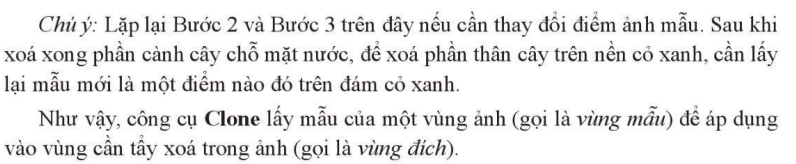 Chú ý: Lặp lại Bước 2 và Bước 3 trên đây nếu cần thay đổi điểm ảnh mẫu. Sau khi
xoá xong phần cành cây chỗ mặt nước, để xoá phần thân cây trên nền cỏ xanh, cần lấy
lại mẫu mới là một điểm nào đó trên đám cỏ xanh.
Như vậy, công cụ Clone lấy mẫu của một vùng ảnh (gọi là vùng mẫu) để áp dụng
vào vùng cần tẩy xoá trong ảnh (gọi là vùng đích).